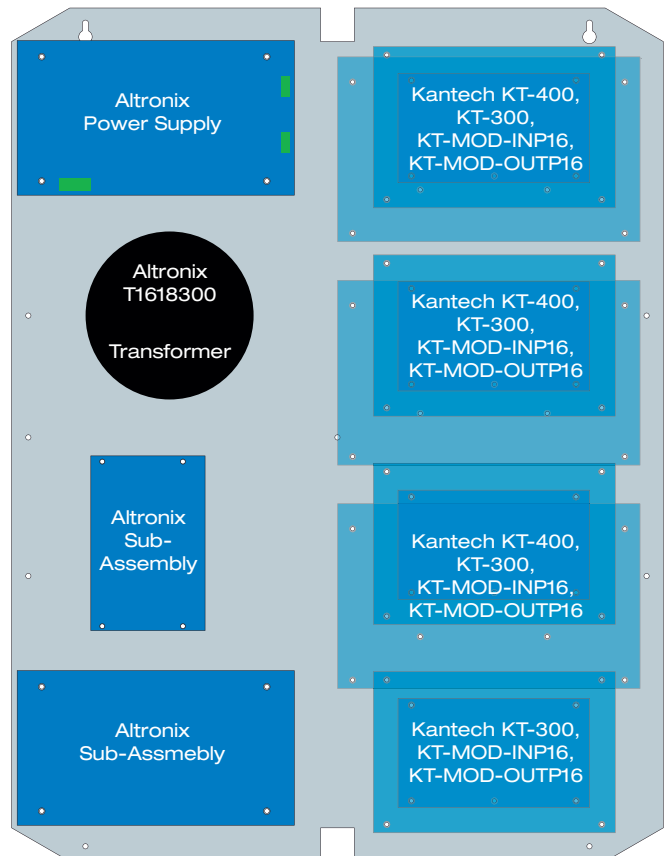 Altronix
Power Supply
Kantech KT-400,
KT-300,
KT-MOD-INP16,
KT-MOD-OUTP16
Altronix
T1618300
Transformer
Kantech KT-400,
KT-300,
KT-MOD-INP16,
KT-MOD-OUTP16
Altronix
Sub-
Assembly
Kantech KT-400,
KT-300,
KT-MOD-INP16,
KT-MOD-OUTP16
Altronix
Sub-Assmebly
Kantech KT-300,
KT-MOD-INP16,
KT-MOD-OUTP16